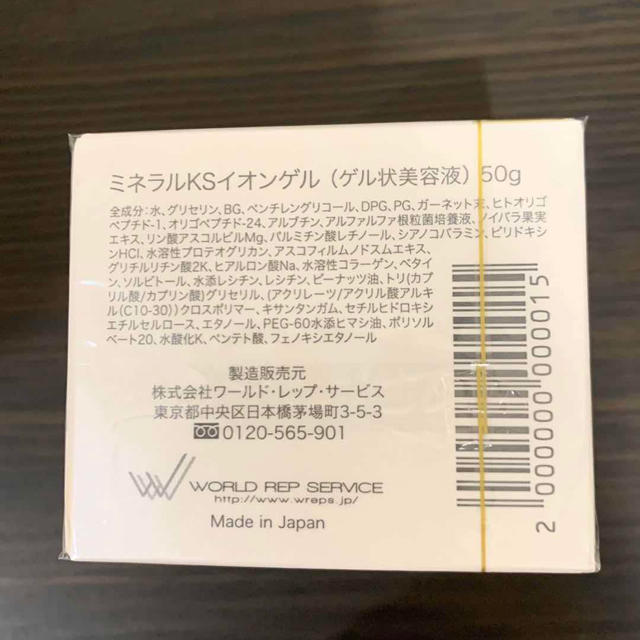 ミネラルKSイオンゲル（ゲル状美容液）50g
全成分：水、グリセリン、BG、ペンチレングリコール、DPG、PG、ガーネット末、ヒトオリゴ
ペプチド-1、オリゴペプチド-24、アルブチン、アルファルファ根粒菌培養液、ノイバラ果実
エキス、リン酸アスコルビルMg、パルミチン酸レチノール、シアノコバラミン、ピリドキシ
ンHCl、水溶性プロテオグリカン、アスコフィルムノドスムエキス、
グリチルリチン酸2K、ヒアルロン酸Na、水溶性コラーゲン、ベタイ
ン、ソルビトール、水添レシチン、レシチン、ピーナッツ油、トリ(カプ
リル酸/カプリン酸)グリセリル、(アクリレーツ/アクリル酸アルキ
ル(C10-30))クロスポリマー、キサンタンガム、セチルヒドロキシ
エチルセルロース、エタノール、PEG-60水添ヒマシ油、ポリソル
ベート20、水酸化K、ペンテト酸、フェノキシエタノール
製造販売元
株式会社ワールド・レップ・サービス
東京都中央区日本橋茅場町3-5-3
0120-565-901
WORLD REP SERVICE
http://www.wreps.jp/
Made in Japan
2000000000015